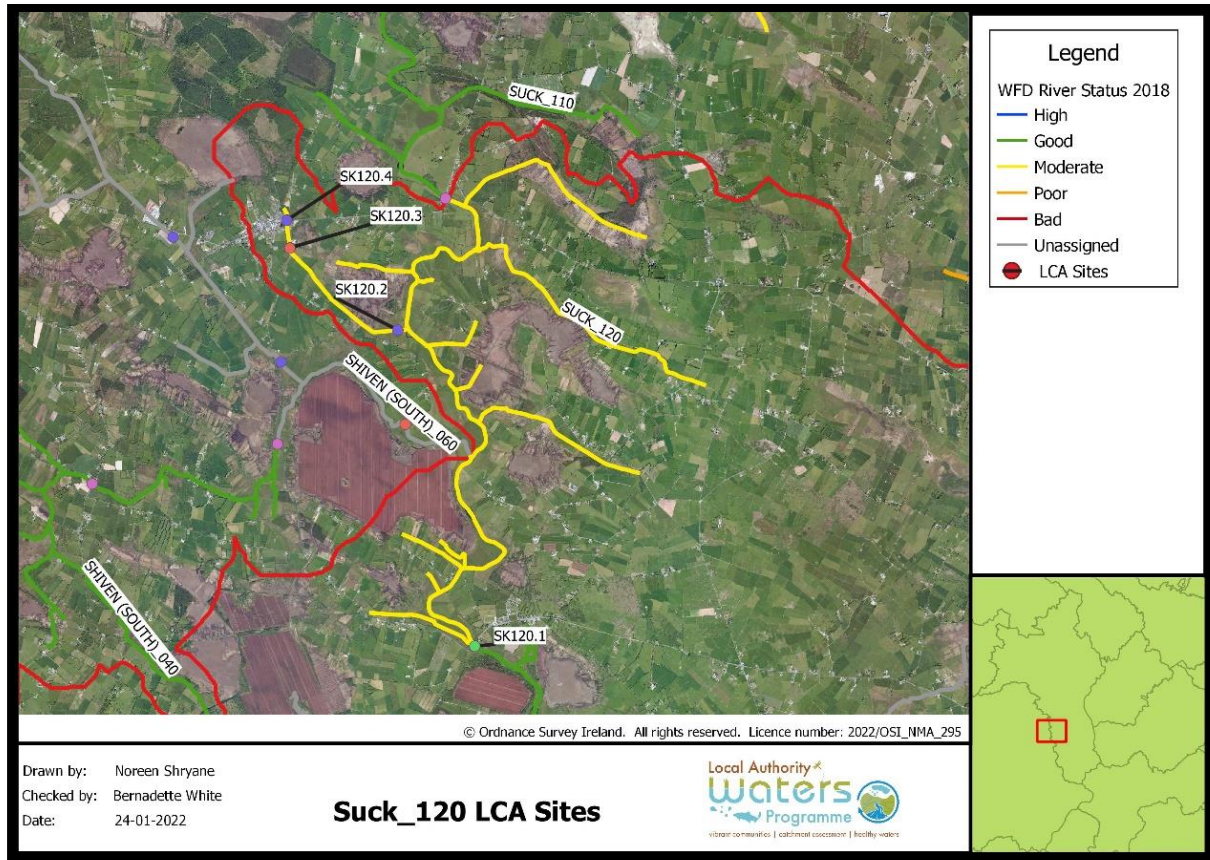 SUCK_110
SK120.4
SK120.3
SK120.2
SUCK_120
SHIVEN (SOUTH)_060
SHIVEN (SOUTH)_040
SK120.1
Legend
WFD River Status 2018
High
Good
Moderate
Poor
Bad
Unassigned
LCA Sites
© Ordnance Survey Ireland. All rights reserved. Licence number: 2022/OSI_NMA_295
Drawn by: Noreen Shryane
Checked by: Bernadette White
Date: 24-01-2022
Suck_120 LCA Sites
Local Authority
Waters
Programme
vibrant communities | catchment assessment | healthy waters